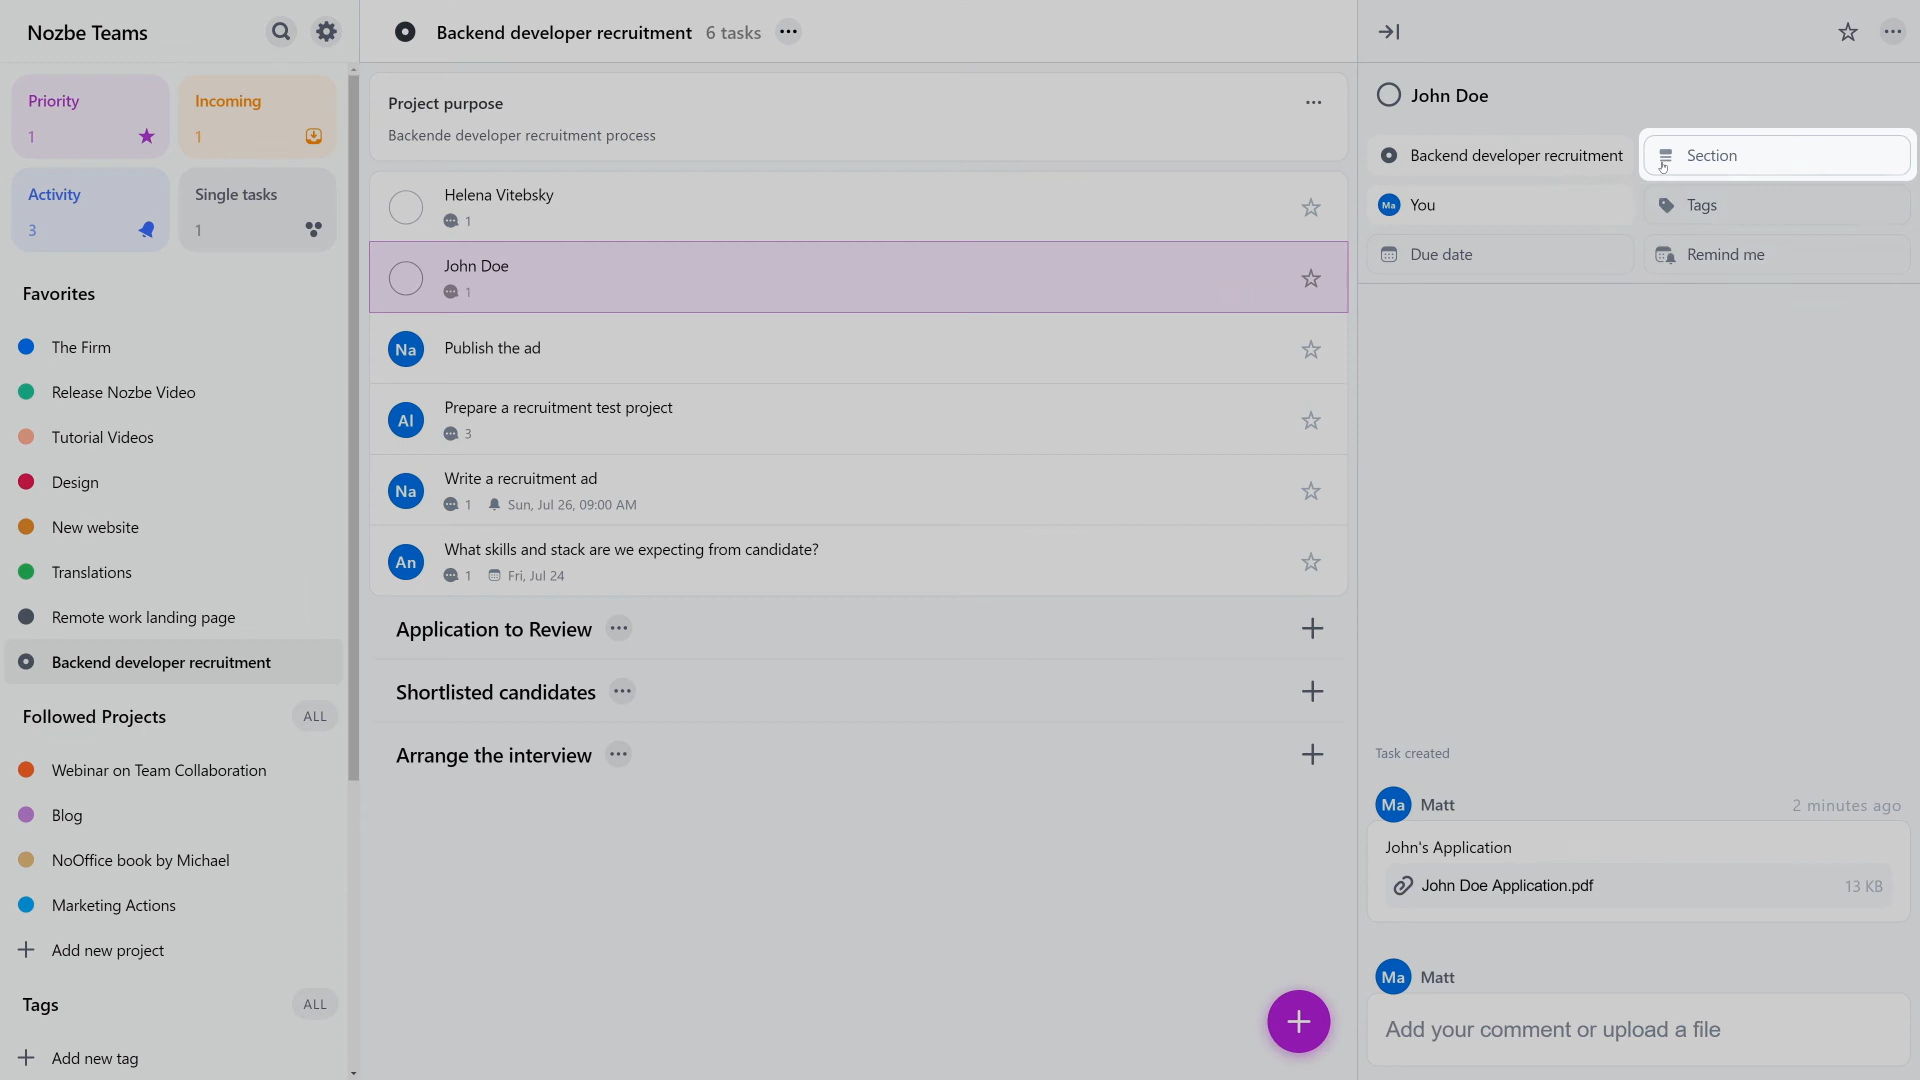 Nozbe Teams
Priority
1
Incoming
1
Activity
3
Single tasks
1
Favorites
The Firm
Release Nozbe Video
Tutorial Videos
Design
New website
Translations
Remote work landing page
Backend developer recruitment
Followed Projects
ALL
Webinar on Team Collaboration
Blog
NoOffice book by Michael
Marketing Actions
Add new project
Tags
ALL
Add new tag
Backend developer recruitment 6 tasks
Project purpose
Backende developer recruitment process
Helena Vitebsky
1
John Doe
1
Na Publish the ad
Al Prepare a recruitment test project
3
Na Write a recruitment ad
1 Sun, Jul 26, 09:00 AM
An What skills and stack are we expecting from candidate?
1 Fri, Jul 24
Application to Review
Shortlisted candidates
Arrange the interview
John Doe
Backend developer recruitment
Section
Ma You
Tags
Due date
Remind me
Task created
Ma Matt 2 minutes ago
John's Application
John Doe Application.pdf 13 KB
Ma Matt
Add your comment or upload a file